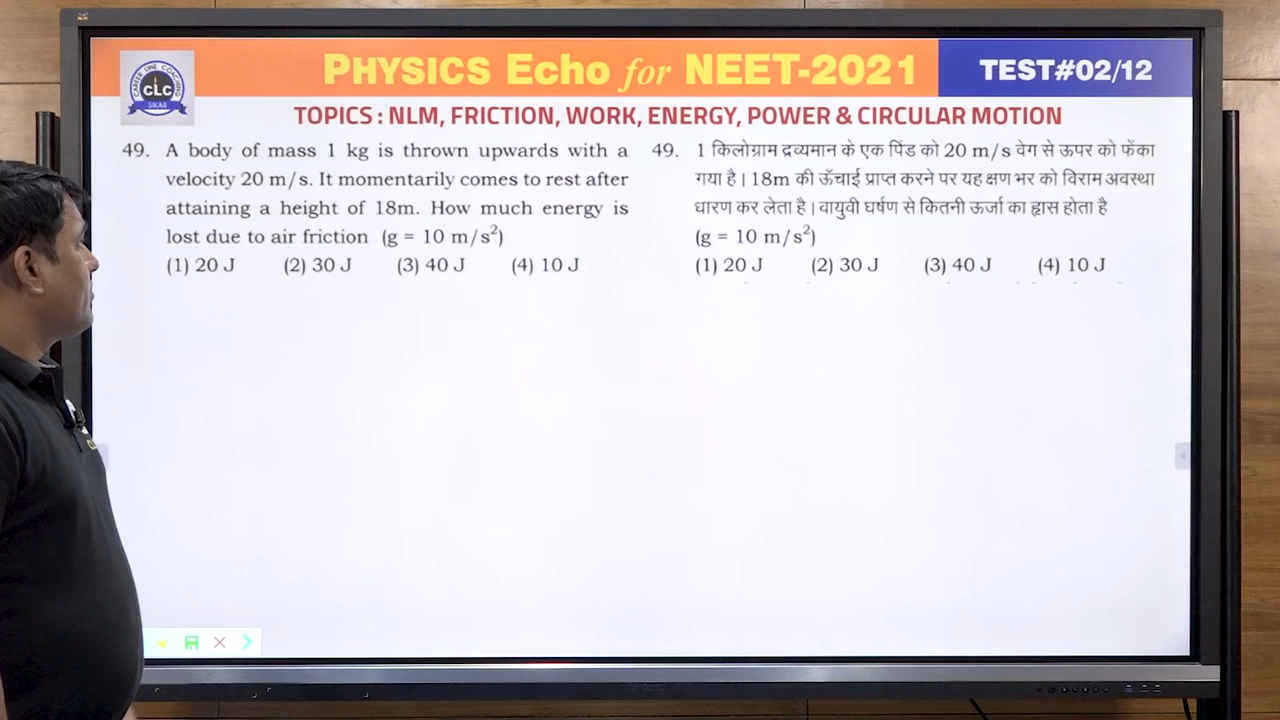 PHYSICS Echo for NEET-2021
TEST#02/12
CAREER LINE COACHING
CLC
SIKAR
TOPICS : NLM, FRICTION, WORK, ENERGY, POWER & CIRCULAR MOTION
49. A body of mass 1 kg is thrown upwards with a
velocity 20 m/s. It momentarily comes to rest after
attaining a height of 18m. How much energy is
lost due to air friction (g = 10 m/s²)
(1) 20 J (2) 30 J (3) 40 J (4) 10 J
49. 1 किलोग्राम द्रव्यमान के एक पिंड को 20 m/s वेग से ऊपर को फेंका
गया है। 18m की ऊँचाई प्राप्त करने पर यह क्षण भर को विराम अवस्था
धारण कर लेता है। वायुवी घर्षण से कितनी ऊर्जा का ह्रास होता है
(g = 10 m/s²)
(1) 20 J (2) 30 J (3) 40 J (4) 10 J